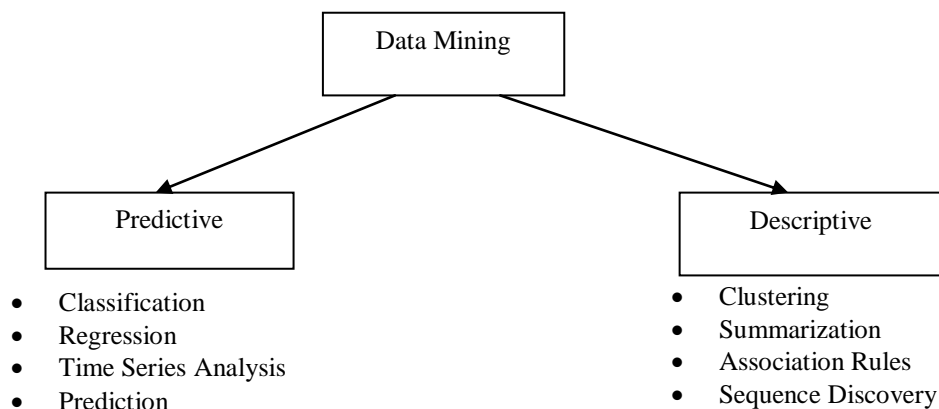 Data Mining
Predictive
Descriptive
• Classification
• Regression
• Time Series Analysis
• Prediction
• Clustering
• Summarization
• Association Rules
• Sequence Discovery